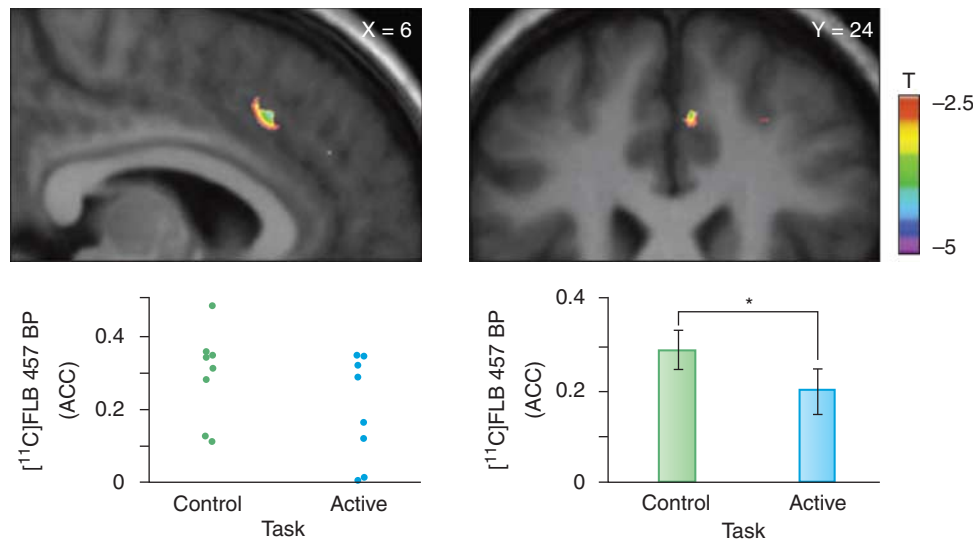 X = 6
Y = 24
T
–2.5
–5
[¹¹C]FLB 457 BP
(ACC)
0.4
0.2
0
Control
Active
Task
[¹¹C]FLB 457 BP
(ACC)
0.4
0.2
0
*
Control
Active
Task